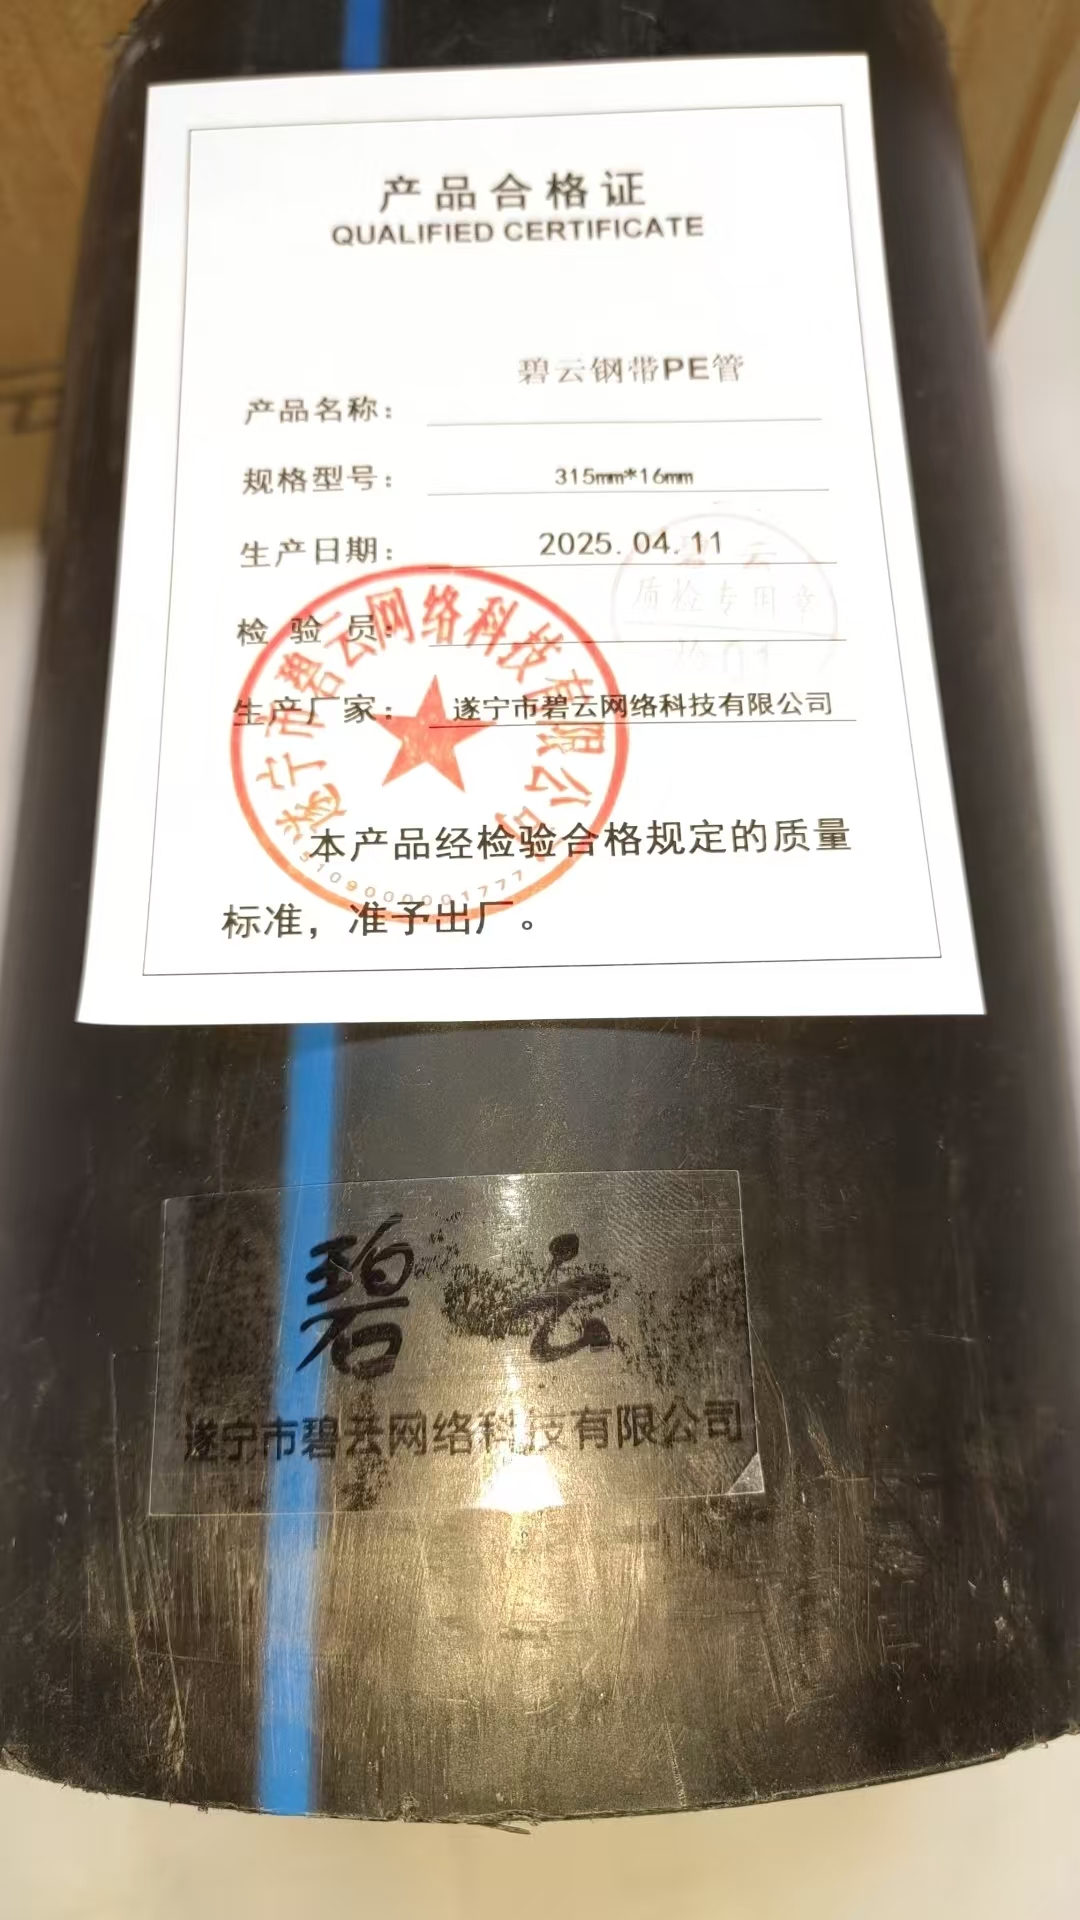 产品合格证
QUALIFIED CERTIFICATE
产品名称： 碧云钢带PE管
规格型号： 315mm*16mm
生产日期： 2025.04.11
检 验 员：
碧云
质检专用章
生产厂家： 遂宁市碧云网络科技有限公司
遂宁市碧云网络科技有限公司
5109000001777
本产品经检验合格规定的质量
标准，准予出厂。
碧云
遂宁市碧云网络科技有限公司